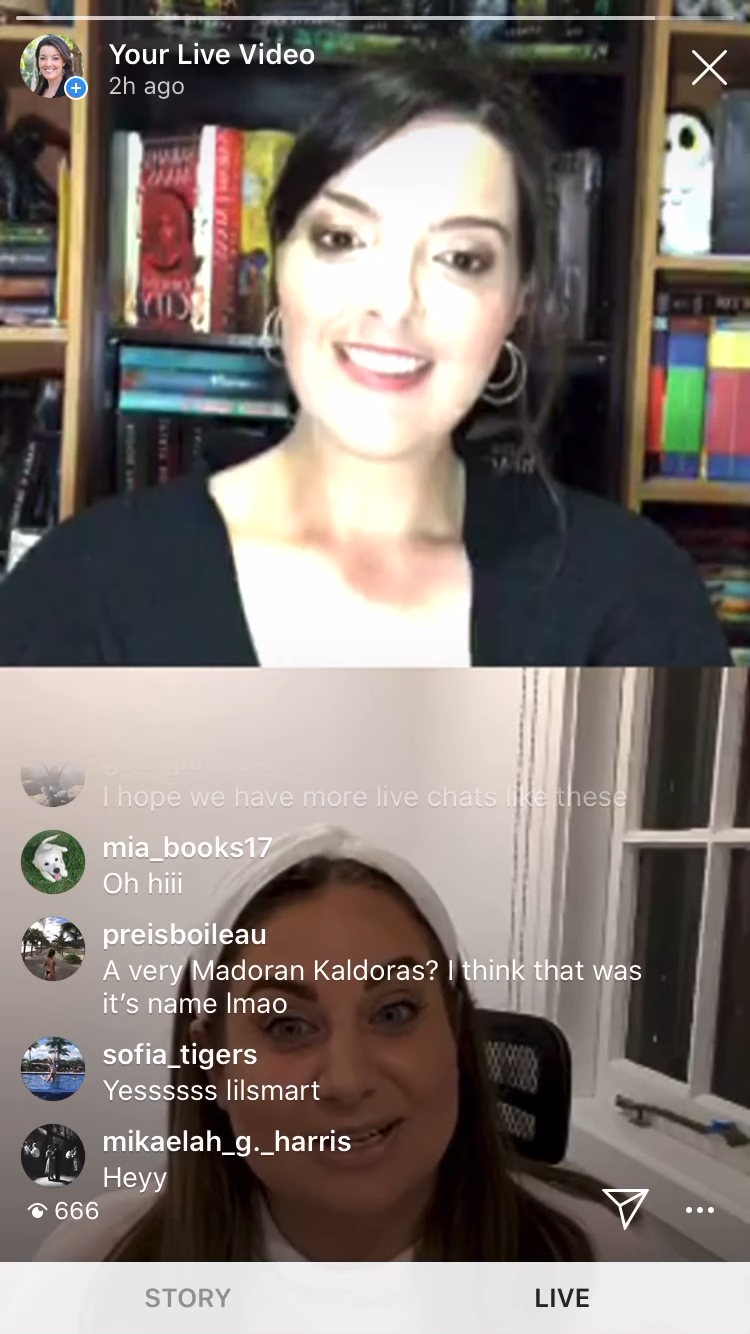 Your Live Video
2h ago
CITY
I hope we have more live chats like these
mia_books17
Oh hiii
preisboileau
A very Madoran Kaldoras? I think that was
it's name lmao
sofia_tigers
Yessssss lilsmart
mikaelah_g._harris
Heyy
666
STORY
LIVE